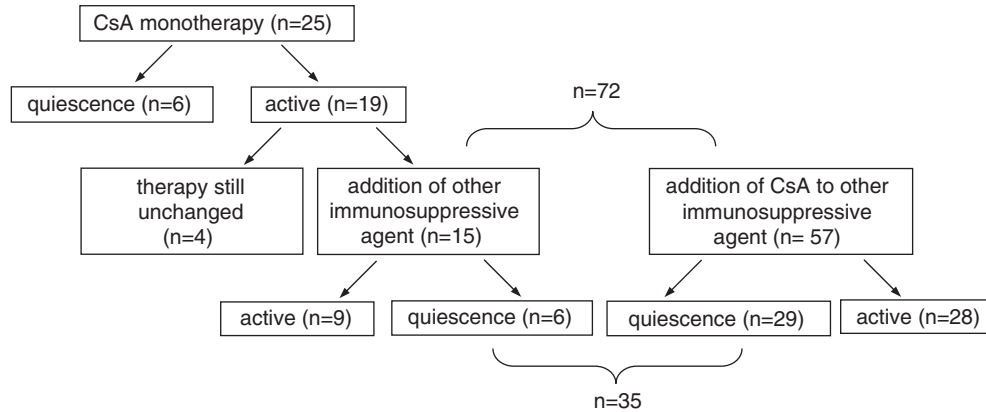 CsA monotherapy (n=25)
quiescence (n=6)
active (n=19)
n=72
therapy still
unchanged
(n=4)
addition of other
immunosuppressive
agent (n=15)
addition of CsA to other
immunosuppressive
agent (n= 57)
active (n=9)
quiescence (n=6)
quiescence (n=29)
active (n=28)
n=35